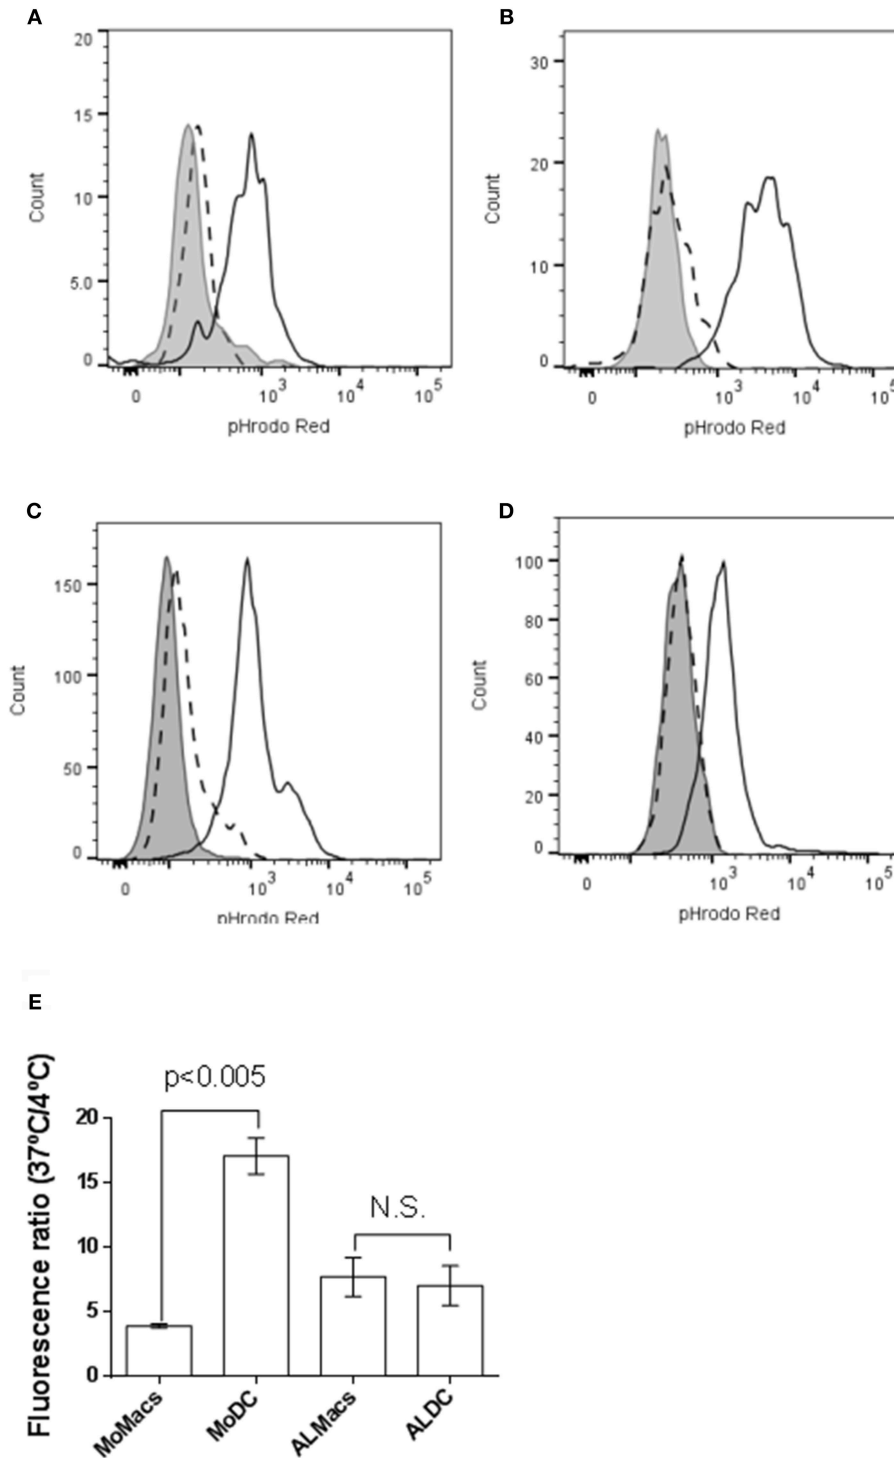 A
20
15
10
5.0
0
Count
0 10³ 10⁴ 10⁵
pHrodo Red
B
30
20
10
0
Count
0 10³ 10⁴ 10⁵
pHrodo Red
C
150
100
50
0
Count
0 10³ 10⁴ 10⁵
pHrodo Red
D
100
80
60
40
20
0
Count
0 10³ 10⁴ 10⁵
pHrodo Red
E
Fluorescence ratio (37ºC/4ºC)
p<0.005
N.S.
20
15
10
5
0
MoMacs
MoDC
ALMacs
ALDC